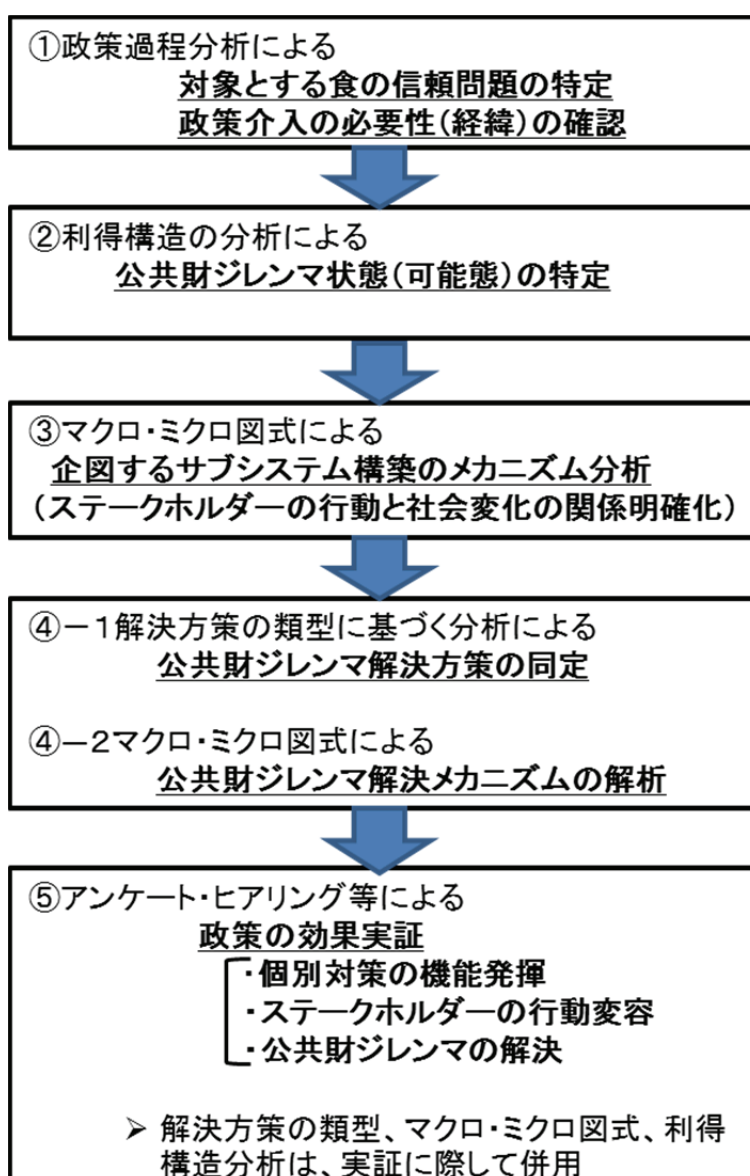 ①政策過程分析による
対象とする食の信頼問題の特定
政策介入の必要性(経緯)の確認
②利得構造の分析による
公共財ジレンマ状態(可能態)の特定
③マクロ・ミクロ図式による
企図するサブシステム構築のメカニズム分析
(ステークホルダーの行動と社会変化の関係明確化)
④－1解決方策の類型に基づく分析による
公共財ジレンマ解決方策の同定
④－2マクロ・ミクロ図式による
公共財ジレンマ解決メカニズムの解析
⑤アンケート・ヒアリング等による
政策の効果実証
・個別対策の機能発揮
・ステークホルダーの行動変容
・公共財ジレンマの解決
➢ 解決方策の類型、マクロ・ミクロ図式、利得
構造分析は、実証に際して併用